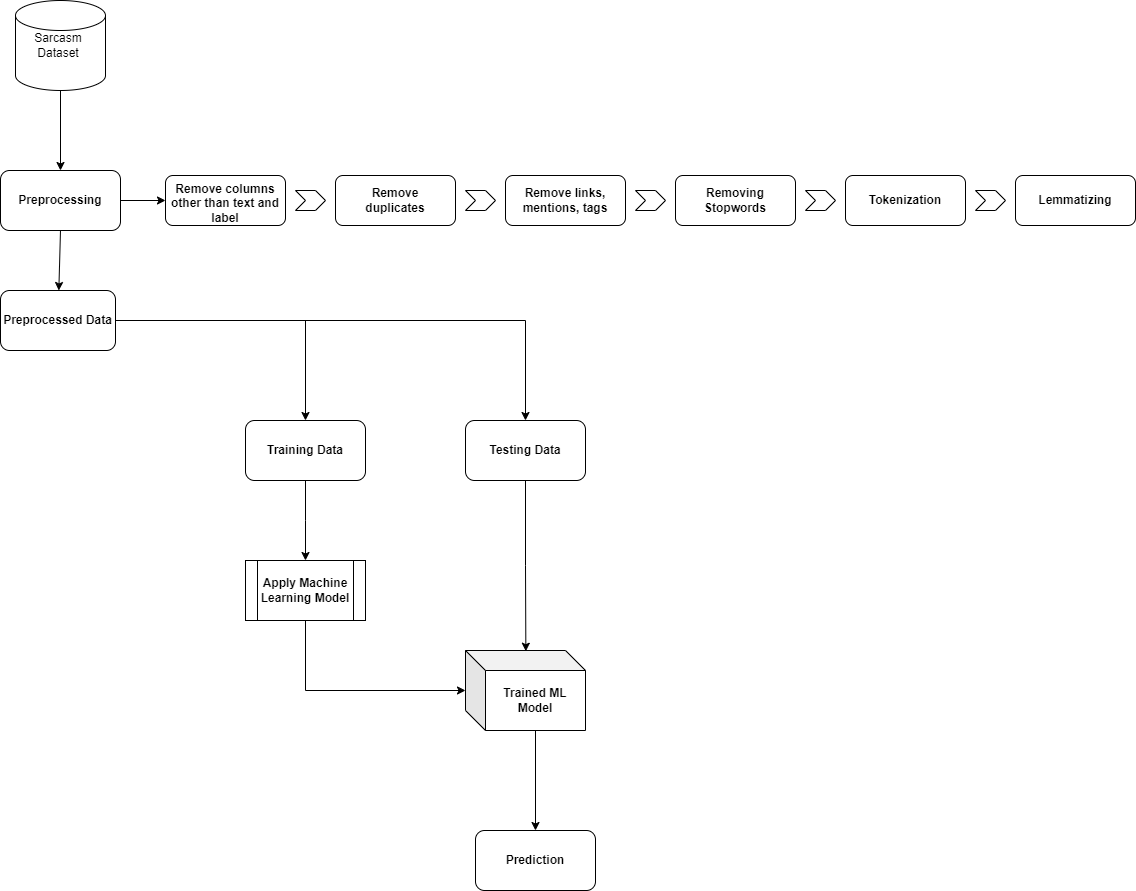 Sarcasm
Dataset
Preprocessing
Remove columns
other than text and
label
Remove
duplicates
Remove links,
mentions, tags
Removing
Stopwords
Tokenization
Lemmatizing
Preprocessed Data
Training Data
Testing Data
Apply Machine
Learning Model
Trained ML
Model
Prediction